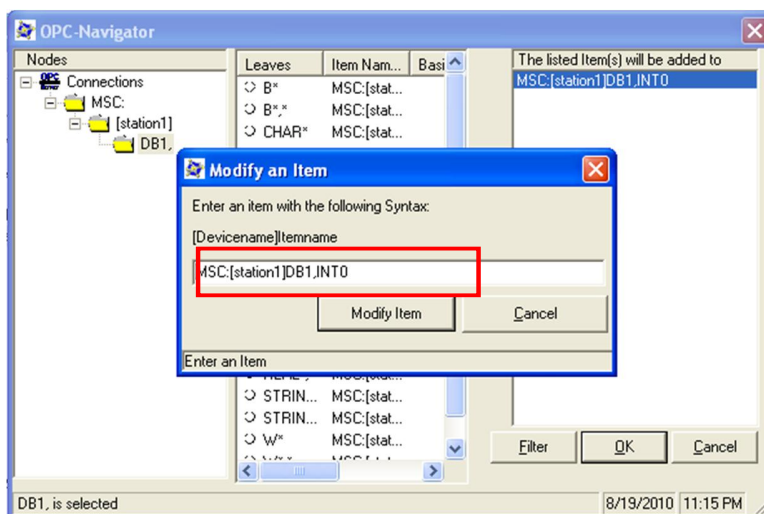 OPC-Navigator
Nodes
Connections
MSC:
[station1]
DB1,
Leaves Item Nam... Basi
B* MSC:[stat...
B*,* MSC:[stat...
CHAR* MSC:[stat...
The listed Item(s) will be added to
MSC:[station1]DB1,INT0
Modify an Item
Enter an item with the following Syntax:
[Devicename]Itemname
MSC:[station1]DB1,INT0
Modify Item Cancel
Enter an Item
STRIN... MSC:[stat...
STRIN... MSC:[stat...
W* MSC:[stat...
Filter OK Cancel
DB1, is selected 8/19/2010 11:15 PM